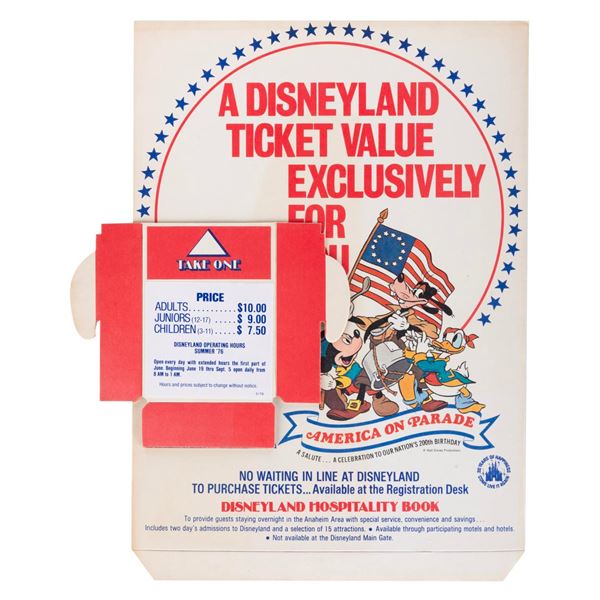 A DISNEYLAND
TICKET VALUE
EXCLUSIVELY
FOR
TAKE ONE
PRICE
ADULTS...........$10.00
JUNIORS (12-17) .....$ 9.00
CHILDREN (3-11) .....$ 7.50
DISNEYLAND OPERATING HOURS
SUMMER '76
Open every day with extended hours the first part of
June. Beginning June 19 thru Sept. 5 open daily from
8 AM to 1 AM.
Hours and prices subject to change without notice.
AMERICA ON PARADE
A SALUTE... A CELEBRATION TO OUR NATION'S 200th BIRTHDAY
© Walt Disney Productions
NO WAITING IN LINE AT DISNEYLAND
TO PURCHASE TICKETS... Available at the Registration Desk
DISNEYLAND HOSPITALITY BOOK
To provide guests staying overnight in the Anaheim Area with special service, convenience and savings...
Includes two day's admissions to Disneyland and a selection of 15 attractions. • Available through participating motels and hotels.
• Not available at the Disneyland Main Gate.